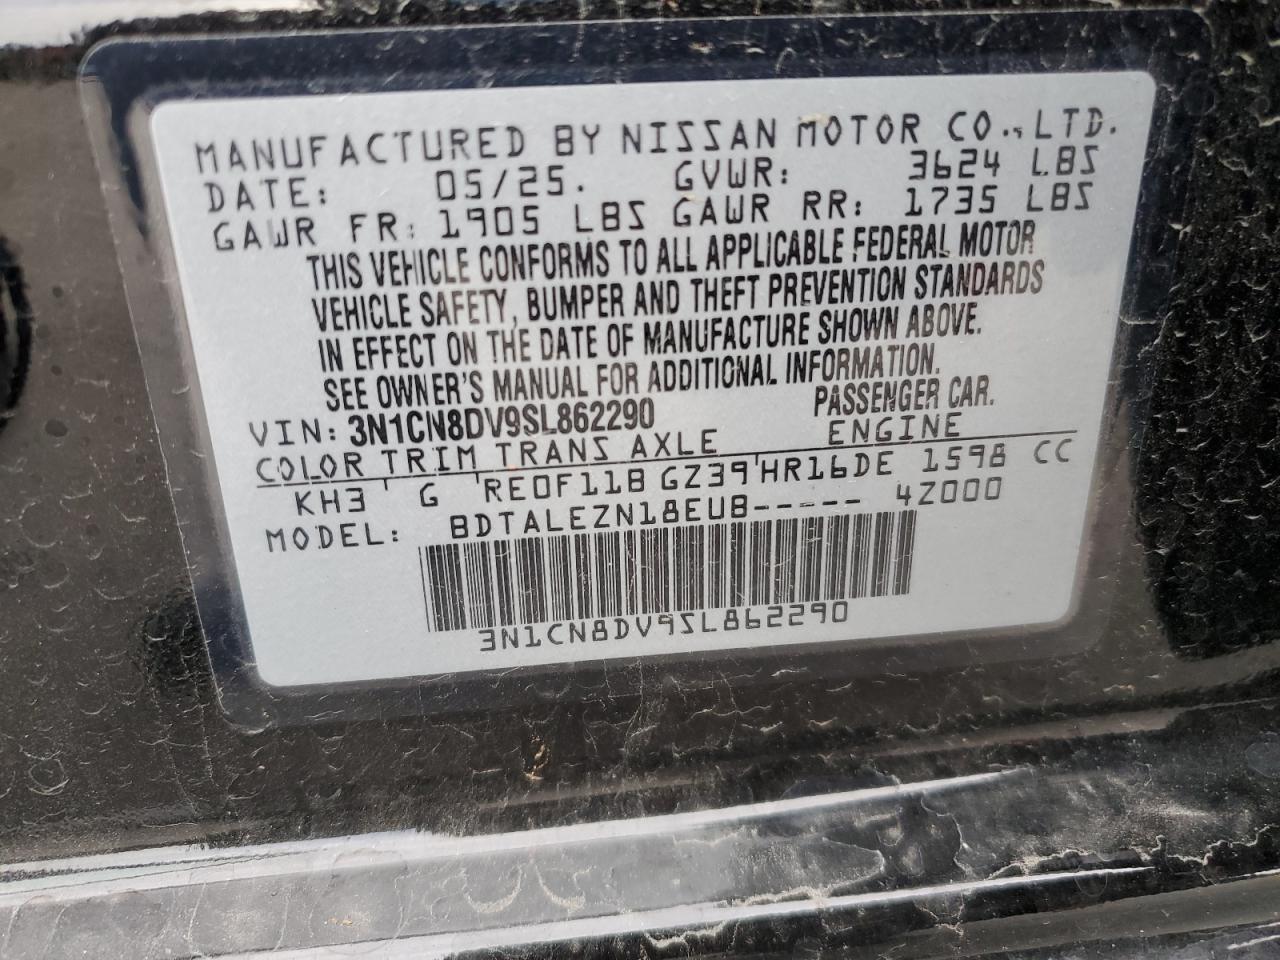 MANUFACTURED BY NISSAN MOTOR CO.,LTD.
DATE: 05/25. GVWR: 3624 LBS
GAWR FR: 1905 LBS GAWR RR: 1735 LBS
THIS VEHICLE CONFORMS TO ALL APPLICABLE FEDERAL MOTOR
VEHICLE SAFETY, BUMPER AND THEFT PREVENTION STANDARDS
IN EFFECT ON THE DATE OF MANUFACTURE SHOWN ABOVE.
SEE OWNER'S MANUAL FOR ADDITIONAL INFORMATION.
VIN: 3N1CN8DV9SL862290 PASSENGER CAR.
COLOR TRIM TRANS AXLE ENGINE
KH3 ' G ' RE0F11B GZ39 ' HR16DE 1598 CC
MODEL: BDTALEZN18EUB----- 4Z000
3N1CN8DV9SL862290